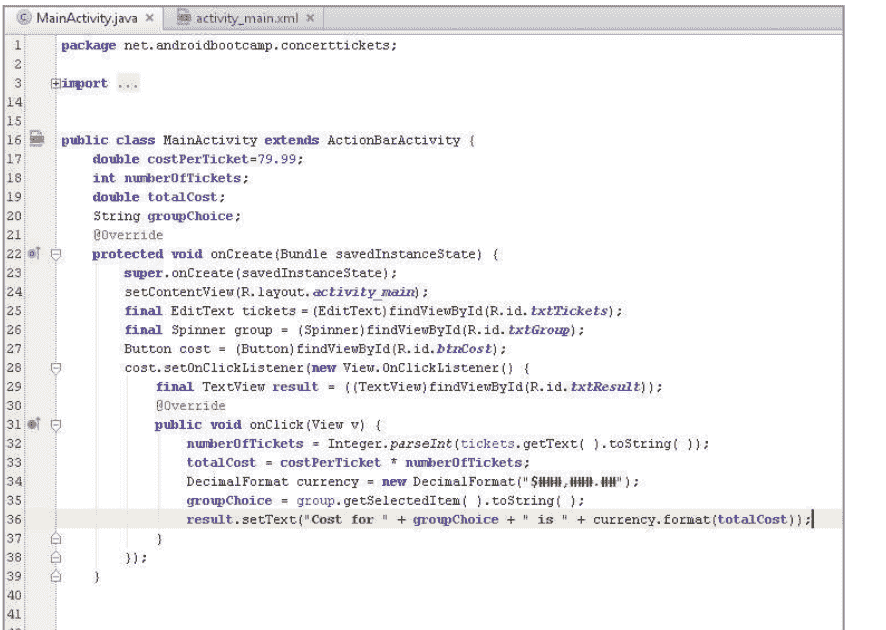 MainActivity.java × activity_main.xml ×
1 package net.androidbootcamp.concerttickets;
2
3 import ...
14
15
16 public class MainActivity extends ActionBarActivity {
17 double costPerTicket=79.99;
18 int numberOfTickets;
19 double totalCost;
20 String groupChoice;
21 @Override
22 protected void onCreate(Bundle savedInstanceState) {
23 super.onCreate(savedInstanceState);
24 setContentView(R.layout.activity_main);
25 final EditText tickets = (EditText)findViewById(R.id.txtTickets);
26 final Spinner group = (Spinner)findViewById(R.id.txtGroup);
27 Button cost = (Button)findViewById(R.id.btnCost);
28 cost.setOnClickListener(new View.OnClickListener() {
29 final TextView result = ((TextView)findViewById(R.id.txtResult));
30 @Override
31 public void onClick(View v) {
32 numberOfTickets = Integer.parseInt(tickets.getText( ).toString( ));
33 totalCost = costPerTicket * numberOfTickets;
34 DecimalFormat currency = new DecimalFormat("$###,###.##");
35 groupChoice = group.getSelectedItem( ).toString( );
36 result.setText("Cost for " + groupChoice + " is " + currency.format(totalCost));
37 }
38 });
39 }
40
41